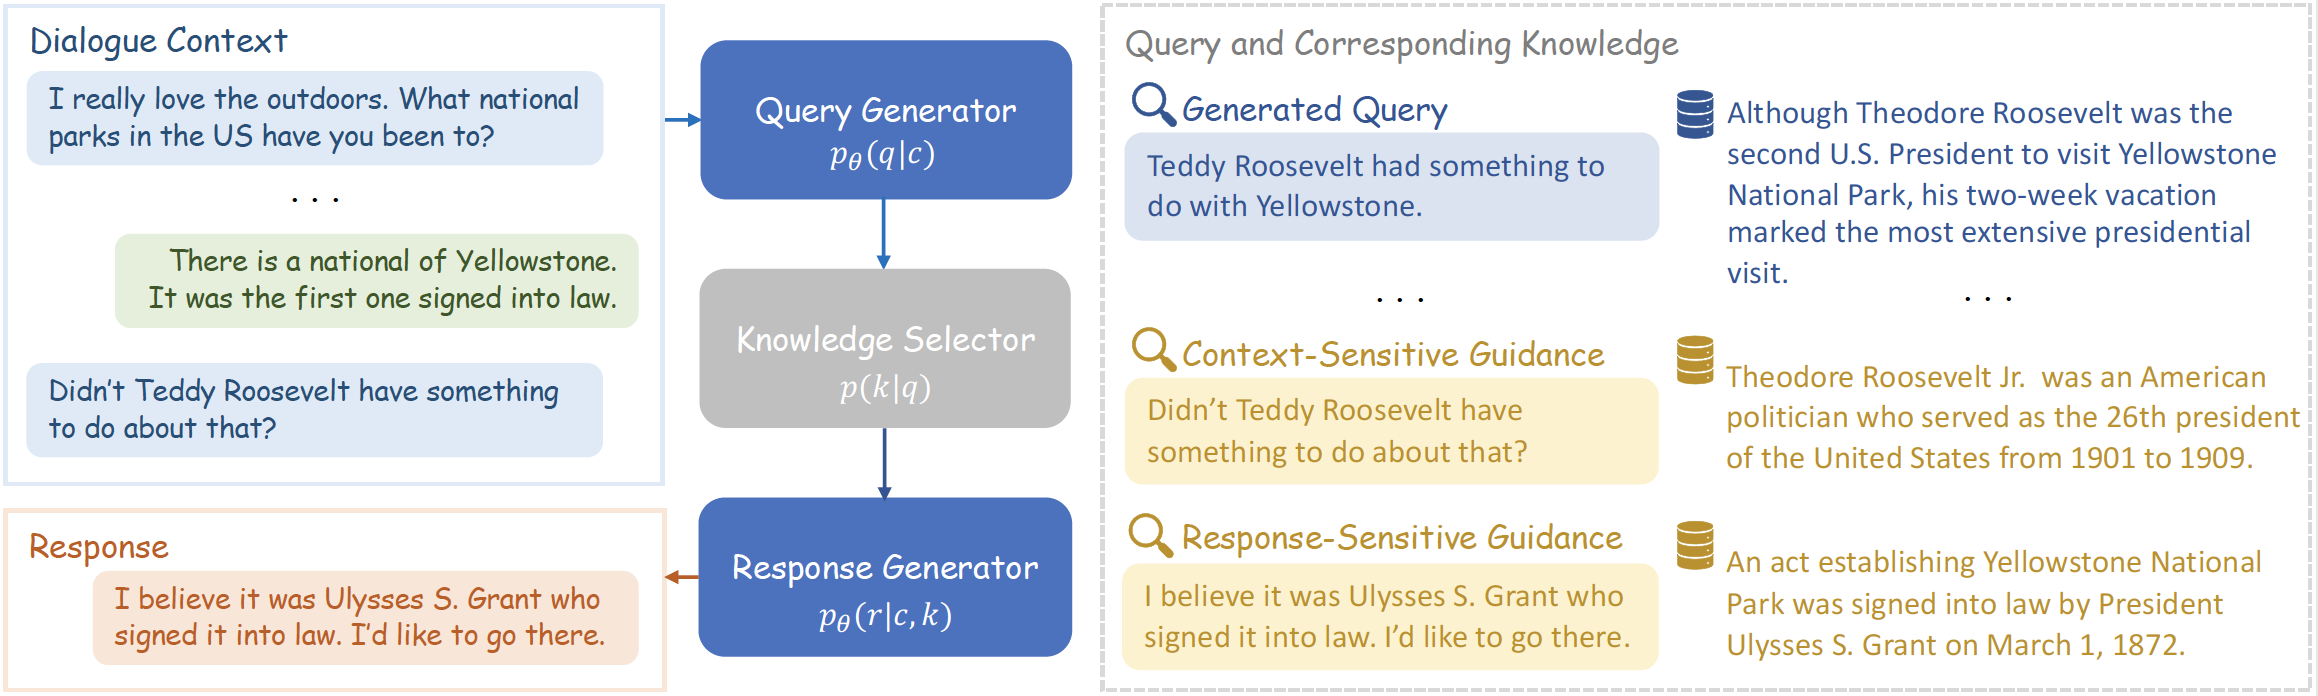 Dialogue Context
I really love the outdoors. What national
parks in the US have you been to?
. . .
There is a national of Yellowstone.
It was the first one signed into law.
Didn't Teddy Roosevelt have something
to do about that?
Response
I believe it was Ulysses S. Grant who
signed it into law. I'd like to go there.
Query Generator
pθ(q|c)
Knowledge Selector
p(k|q)
Response Generator
pθ(r|c, k)
Query and Corresponding Knowledge
Generated Query
Teddy Roosevelt had something to
do with Yellowstone.
Although Theodore Roosevelt was the
second U.S. President to visit Yellowstone
National Park, his two-week vacation
marked the most extensive presidential
visit.
. . .
. . .
Context-Sensitive Guidance
Didn't Teddy Roosevelt have
something to do about that?
Theodore Roosevelt Jr. was an American
politician who served as the 26th president
of the United States from 1901 to 1909.
Response-Sensitive Guidance
I believe it was Ulysses S. Grant who
signed it into law. I'd like to go there.
An act establishing Yellowstone National
Park was signed into law by President
Ulysses S. Grant on March 1, 1872.